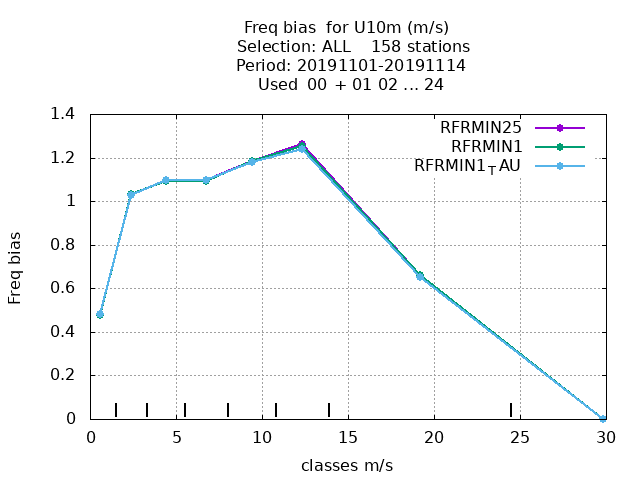 Freq bias  for U10m (m/s)
Selection: ALL    158 stations
Period: 20191101-20191114
Used  00  + 01 02 ... 24
RFRMIN25
RFRMIN1
RFRMIN1TAU
Freq bias
1.4
1.2
1
0.8
0.6
0.4
0.2
0
0 5 10 15 20 25 30
classes m/s